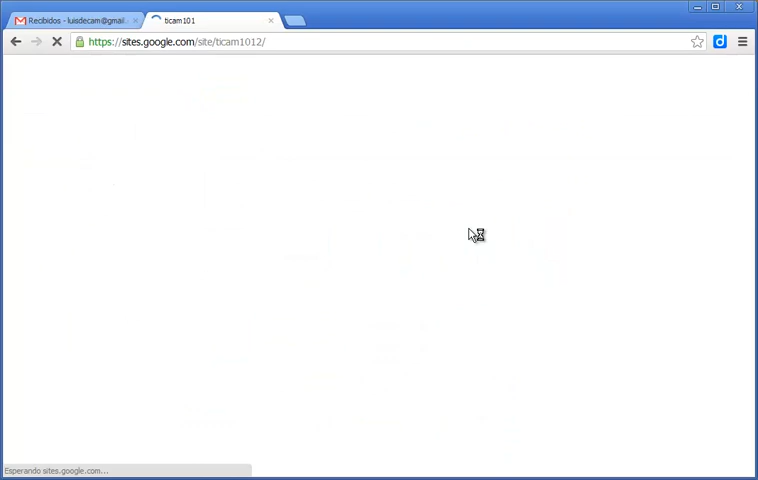 Recibidos - luisdecam@gmail.
ticam101
https://sites.google.com/site/ticam1012/
Esperando sites.google.com...